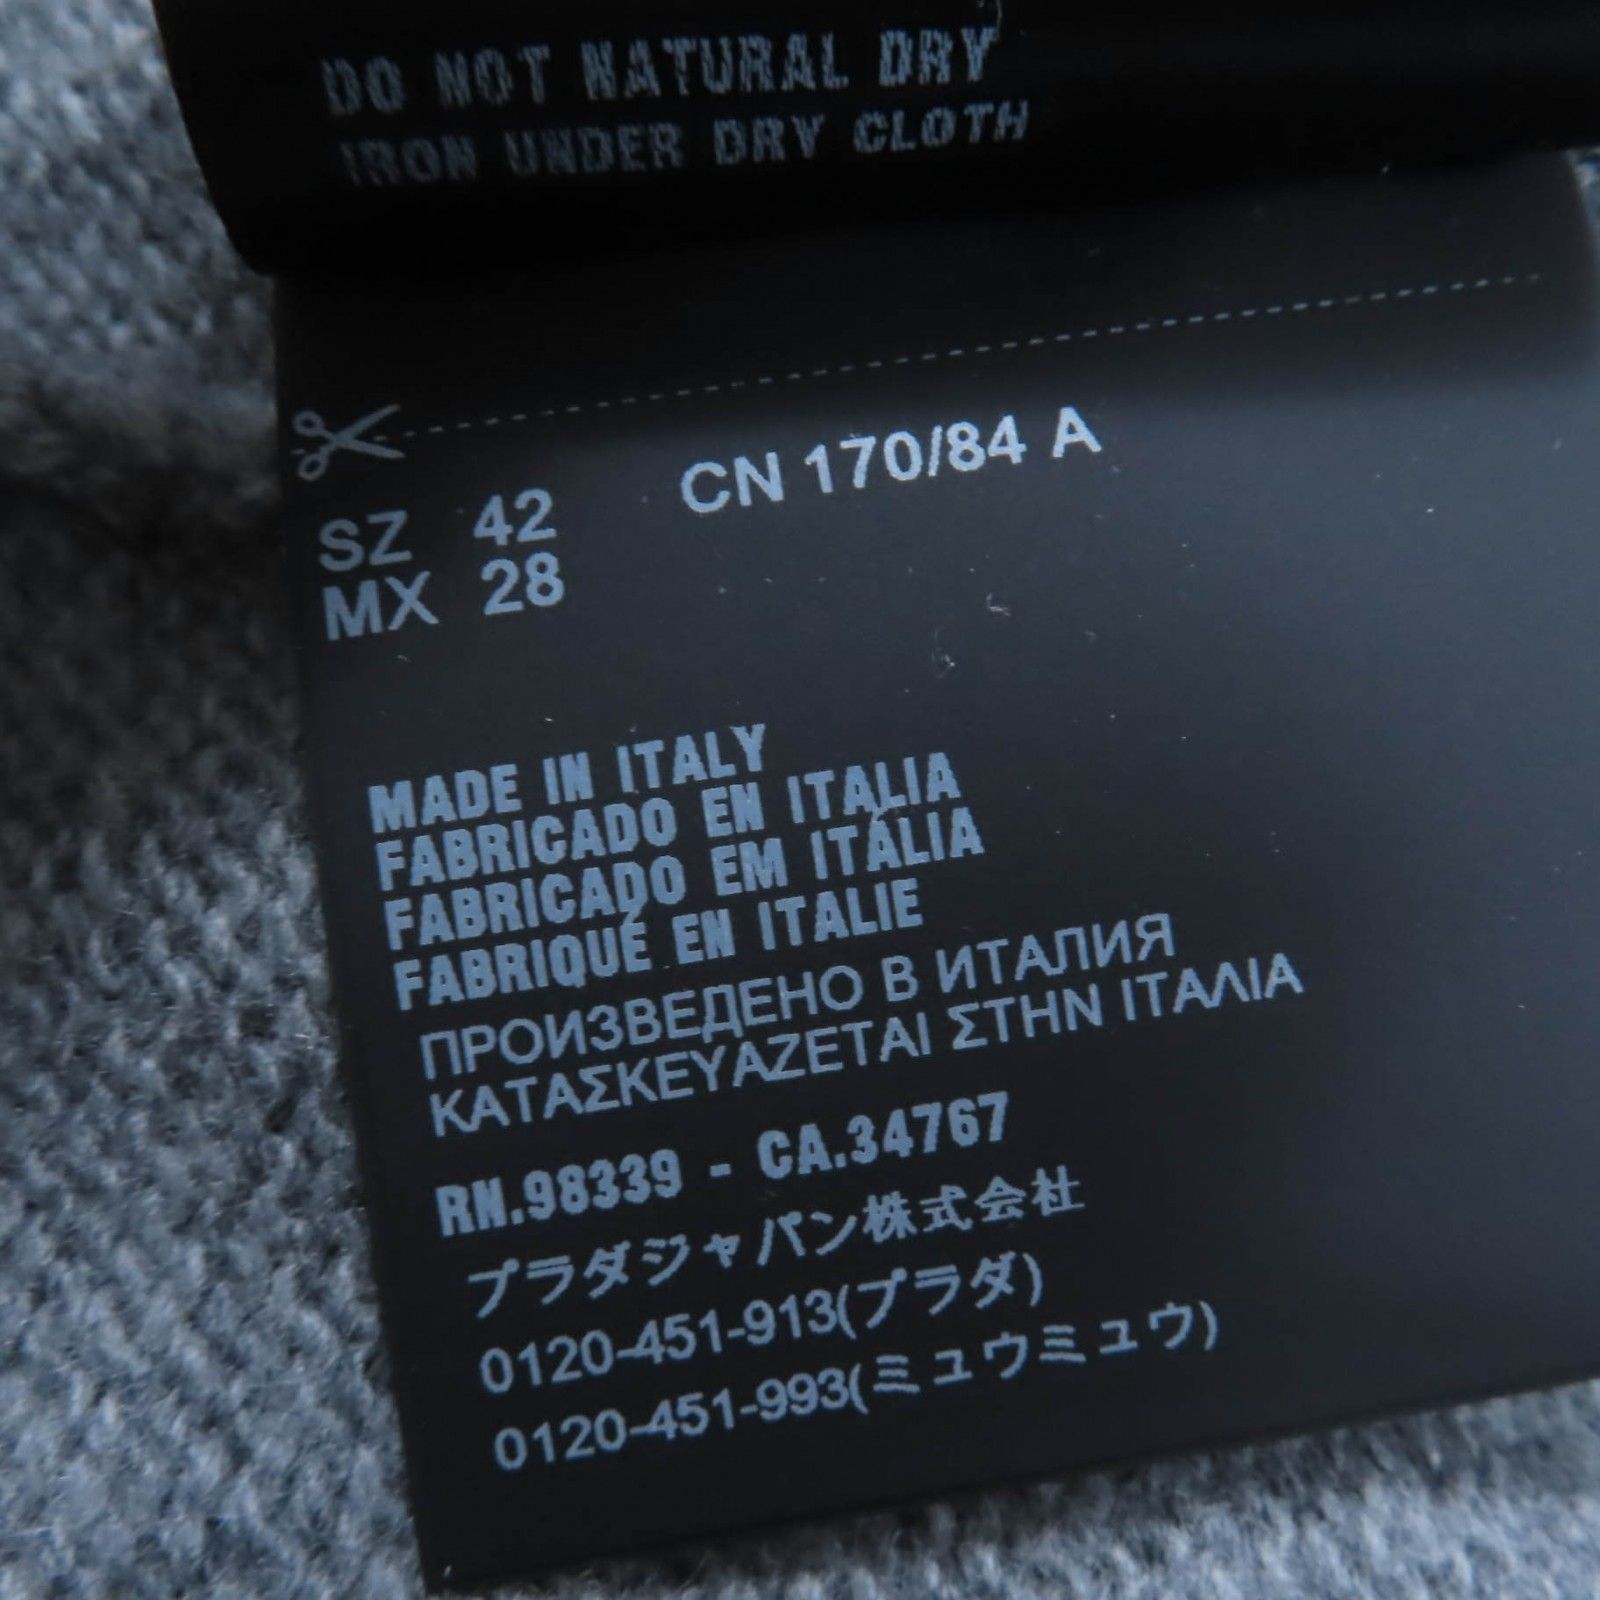 DO NOT NATURAL DRY
IRON UNDER DRY CLOTH
SZ 42 CN 170/84 A
MX 28
MADE IN ITALY
FABRICADO EN ITALIA
FABRICADO EM ITÁLIA
FABRIQUÉ EN ITALIE
ПРОИЗВЕДЕНО В ИТАЛИЯ
ΚΑΤΑΣΚΕΥΑΖΕΤΑΙ ΣΤΗΝ ΙΤΑΛΙΑ
RN.98339 - CA.34767
プラダジャパン株式会社
0120-451-913(プラダ)
0120-451-993(ミュウミュウ)